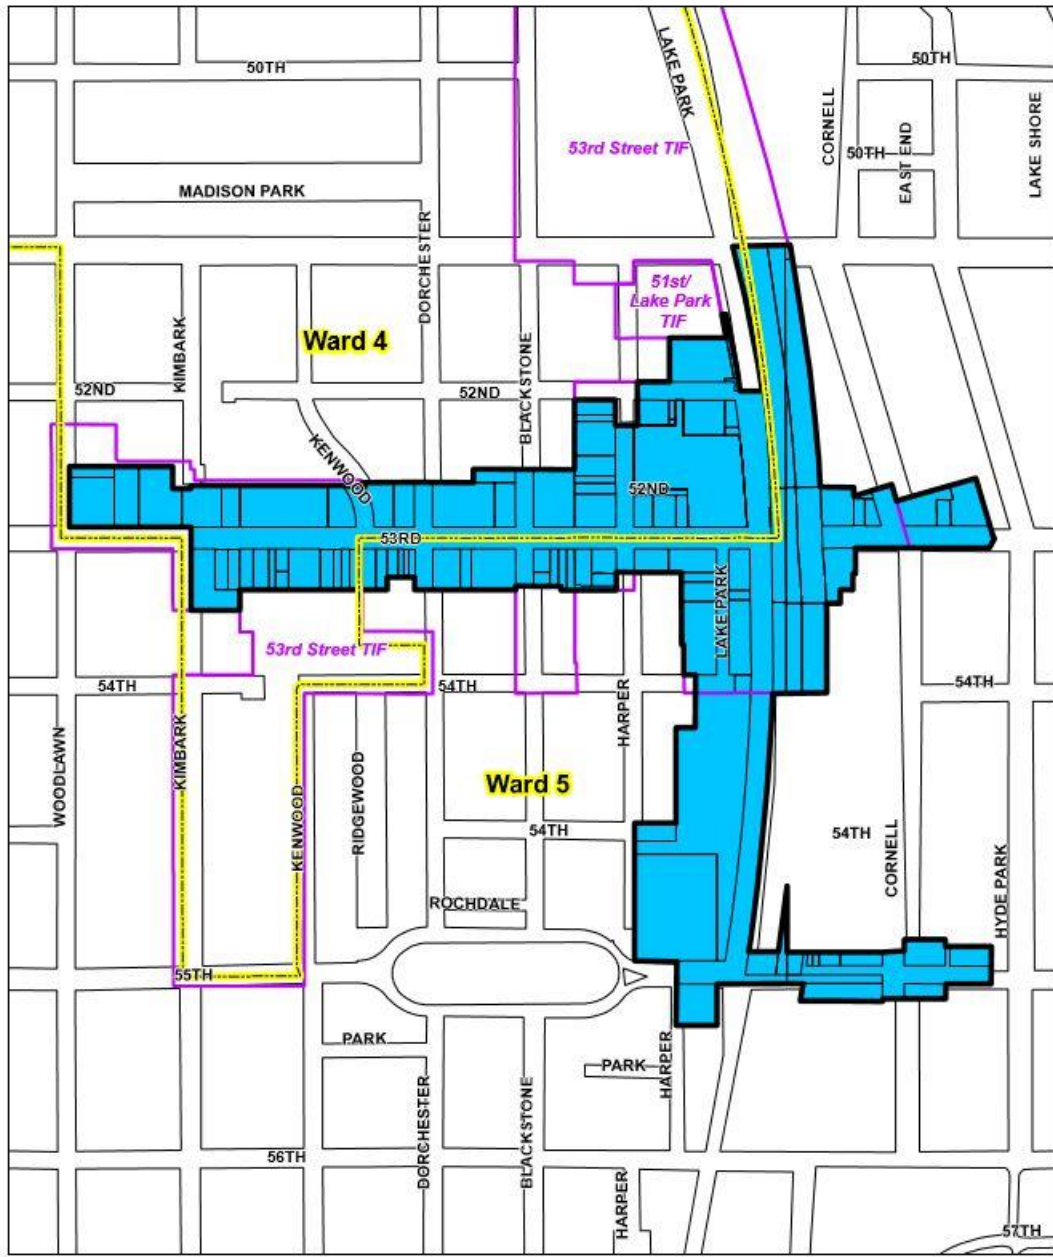 LAKE PARK
50TH
50TH
CORNELL
EAST END
LAKE SHORE
53rd Street TIF
50TH
MADISON PARK
DORCHESTER
51st/
Lake Park
TIF
Ward 4
KIMBARK
BLACKSTONE
52ND
52ND
KENWOOD
52ND
53RD
LAKE PARK
53rd Street TIF
54TH
54TH
54TH
HARPER
WOODLAWN
KIMBARK
KENWOOD
RIDGEWOOD
Ward 5
54TH
54TH
CORNELL
HYDE PARK
ROCHDALE
55TH
PARK
PARK
HARPER
DORCHESTER
BLACKSTONE
56TH
HARPER
57TH